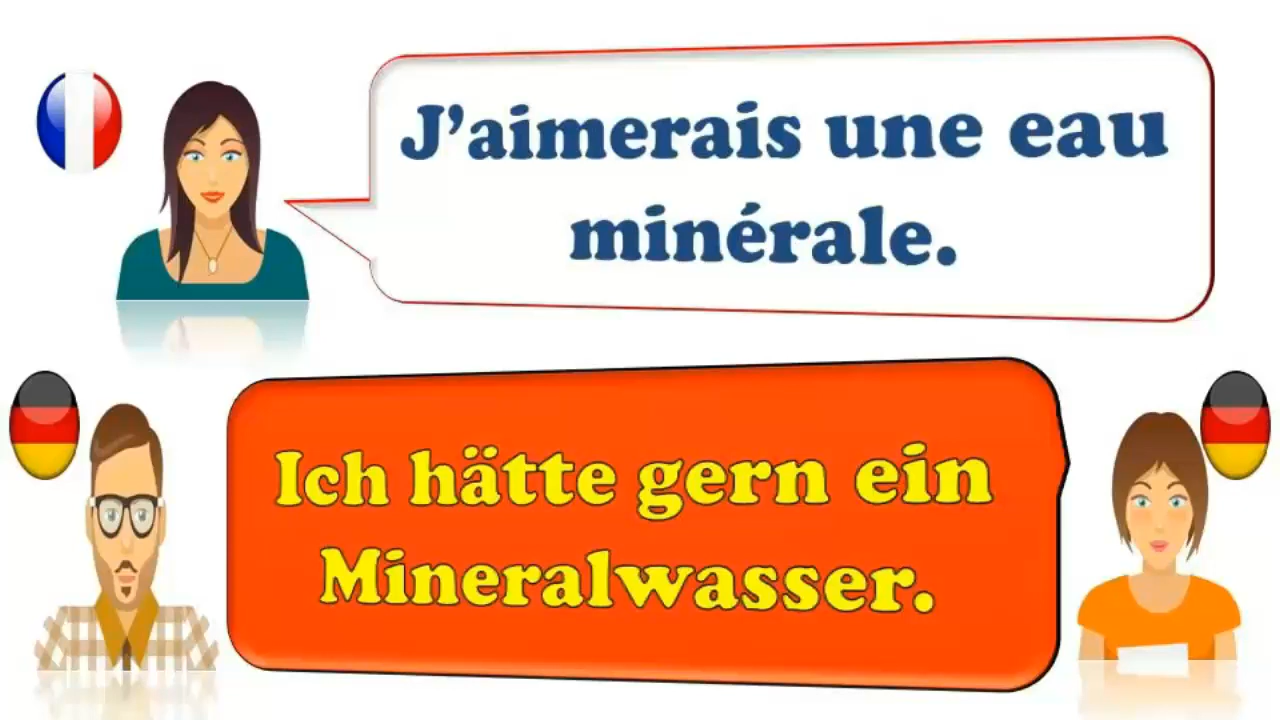 J’aimerais une eau
minérale.
Ich hätte gern ein
Mineralwasser.